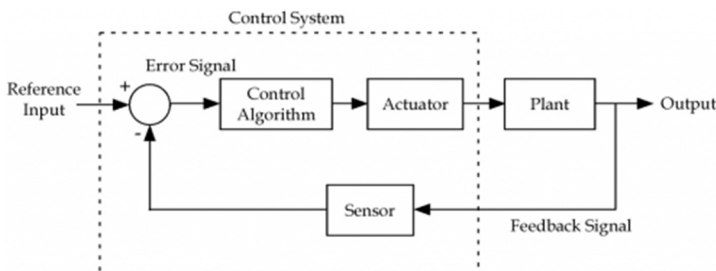 Control System
Error Signal
Reference
Input
+
-
Control
Algorithm
Actuator
Plant
Output
Sensor
Feedback Signal